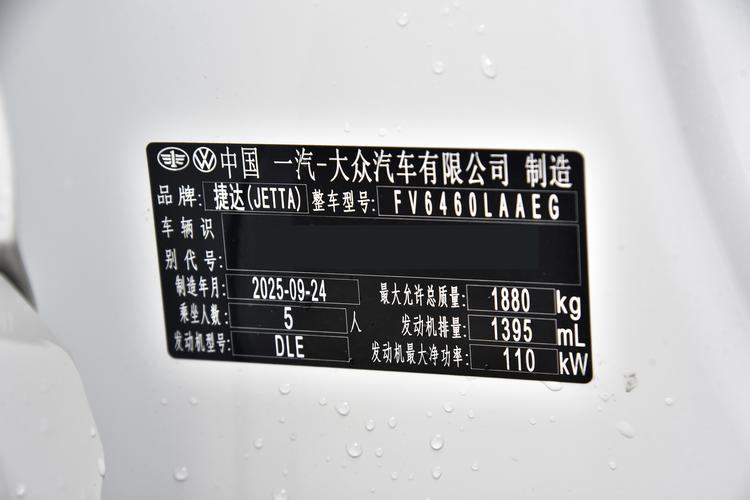 中国 一汽-大众汽车有限公司 制造
品牌: 捷达(JETTA) 整车型号: FV6460LAAEG
车辆识
别代号:
制造年月: 2025-09-24 最大允许总质量: 1880 kg
乘坐人数: 5 人 发动机排量: 1395 mL
发动机型号: DLE 发动机最大净功率: 110 kW